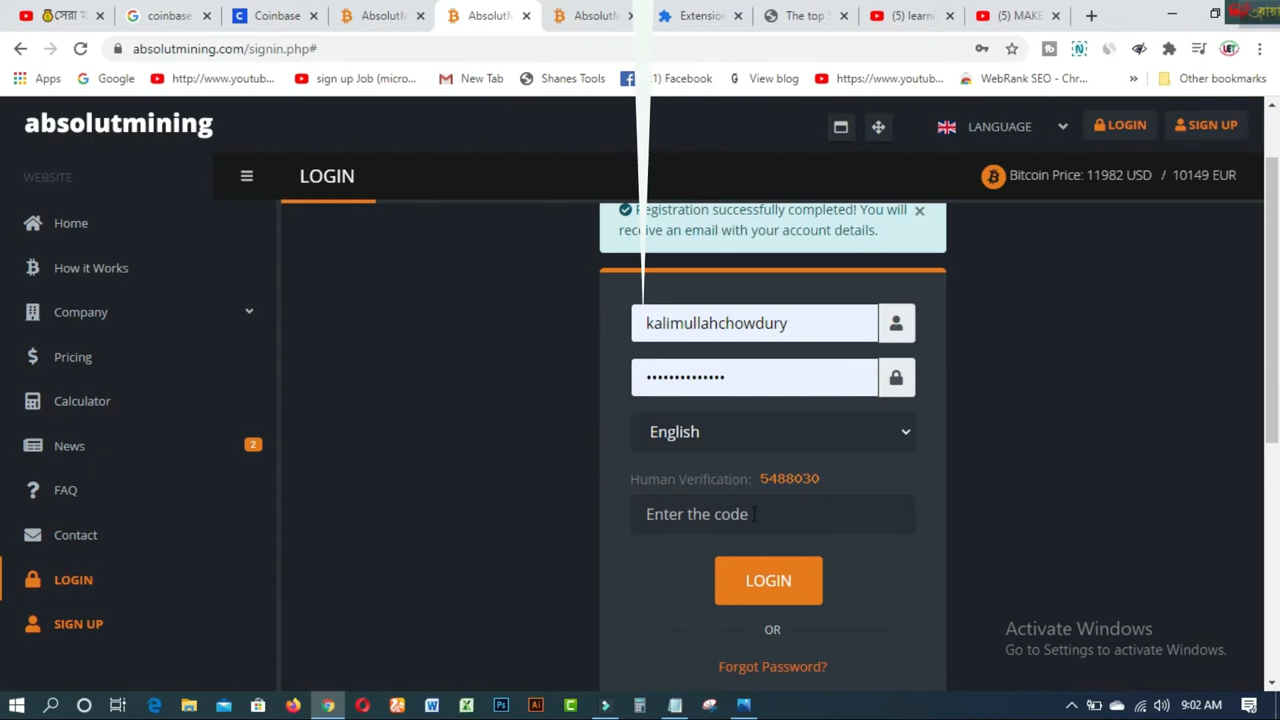 coinbase
Coinbase
Absolut
Absolut
Absolut
Extension
The top
(5) learni
(5) MAKE
absolutmining.com/signin.php#
Apps
Google
http://www.youtub...
sign up Job (micro...
New Tab
Shanes Tools
1) Facebook
View blog
https://www.youtub...
WebRank SEO - Chr...
Other bookmarks
absolutmining
LANGUAGE
LOGIN
SIGN UP
WEBSITE
LOGIN
Bitcoin Price: 11982 USD / 10149 EUR
Home
How it Works
Company
Pricing
Calculator
News
2
FAQ
Contact
LOGIN
SIGN UP
Registration successfully completed! You will
receive an email with your account details.
kalimullahchowdury
English
Human Verification: 5488030
Enter the code
LOGIN
OR
Forgot Password?
Activate Windows
Go to Settings to activate Windows.
9:02 AM